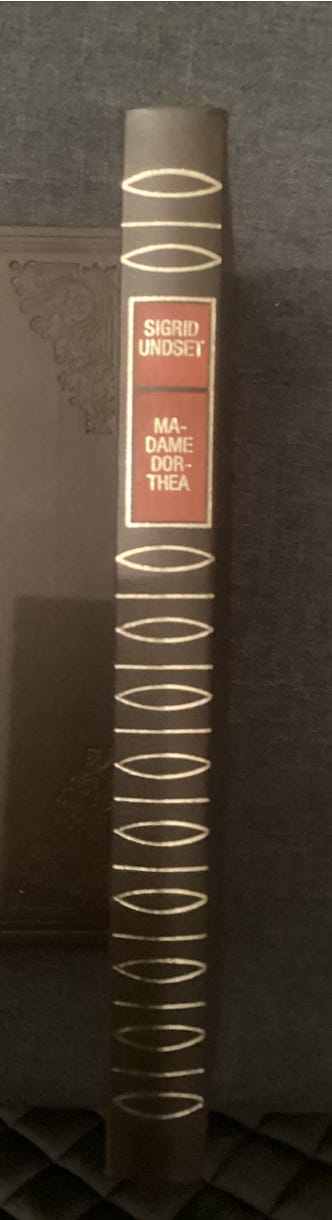 SIGRID
UNDSET
MA-
DAME
DOR-
THEA